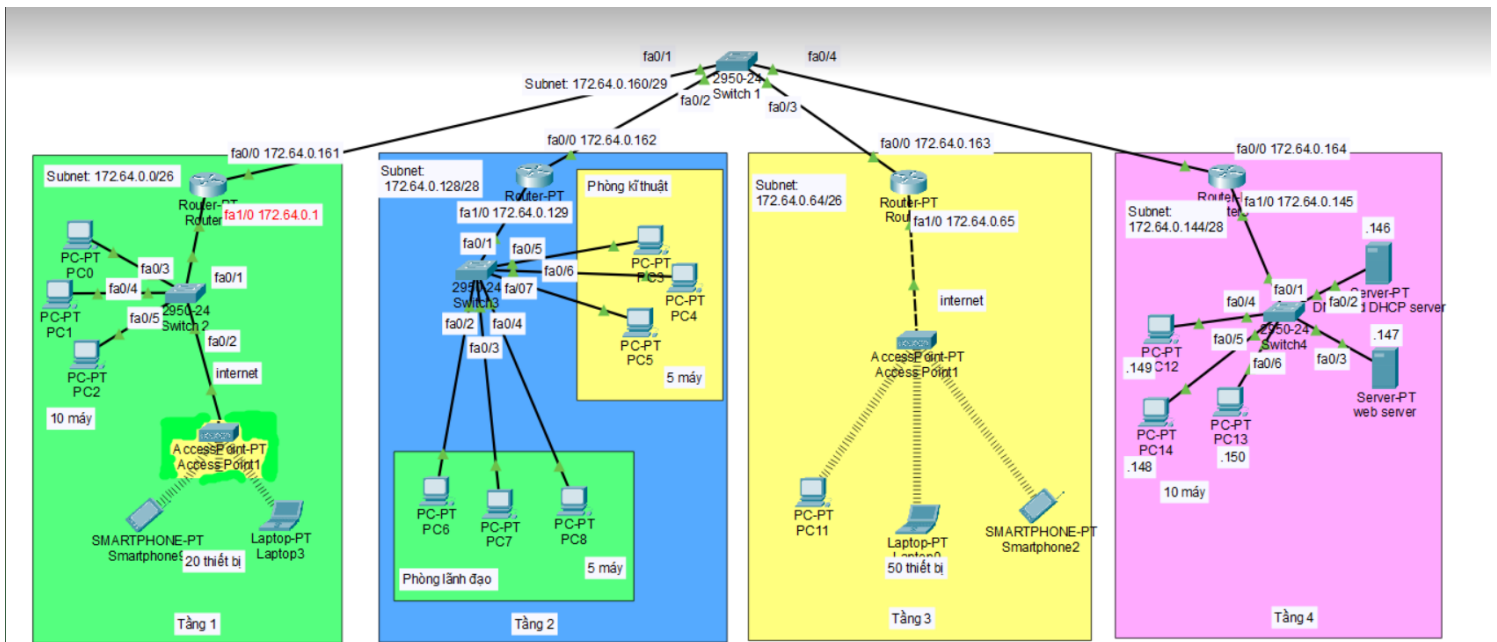 fa0/1
fa0/4
2950-24
Switch 1
Subnet: 172.64.0.160/29
fa0/2
fa0/3
fa0/0 172.64.0.161
Subnet: 172.64.0.0/26
Router-PT
fa1/0 172.64.0.1
PC-PT
PC0
fa0/3
fa0/1
fa0/4
PC-PT
PC1
2950-24
Switch 2
fa0/5
fa0/2
PC-PT
PC2
internet
10 máy
AccessPoint-PT
Access Point1
SMARTPHONE-PT
Laptop-PT
Laptop3
20 thiết bị
Tầng 1
fa0/0 172.64.0.162
Subnet:
172.64.0.128/28
Router-PT
Phòng kĩ thuật
fa1/0 172.64.0.129
fa0/1
fa0/5
PC-PT
PC3
fa0/6
2950-24
Switch3
fa/07
PC-PT
PC4
fa0/2
fa0/4
fa0/3
PC-PT
PC5
5 máy
PC-PT
PC6
PC-PT
PC7
PC-PT
PC8
5 máy
Phòng lãnh đạo
Tầng 2
fa0/0 172.64.0.163
Subnet:
172.64.0.64/26
Router-PT
fa1/0 172.64.0.65
internet
AccessPoint-PT
Access Point1
PC-PT
PC11
Laptop-PT
SMARTPHONE-PT
Smartphone2
50 thiết bị
Tầng 3
fa0/0 172.64.0.164
fa1/0 172.64.0.145
Subnet:
172.64.0.144/28
.146
fa0/1
Server-PT
fa0/4
fa0/2
DHCP server
2950-24
Switch4
.147
PC-PT
PC12
fa0/5
fa0/3
.149
fa0/6
Server-PT
web server
PC-PT
PC14
PC-PT
PC13
.148
.150
10 máy
Tầng 4